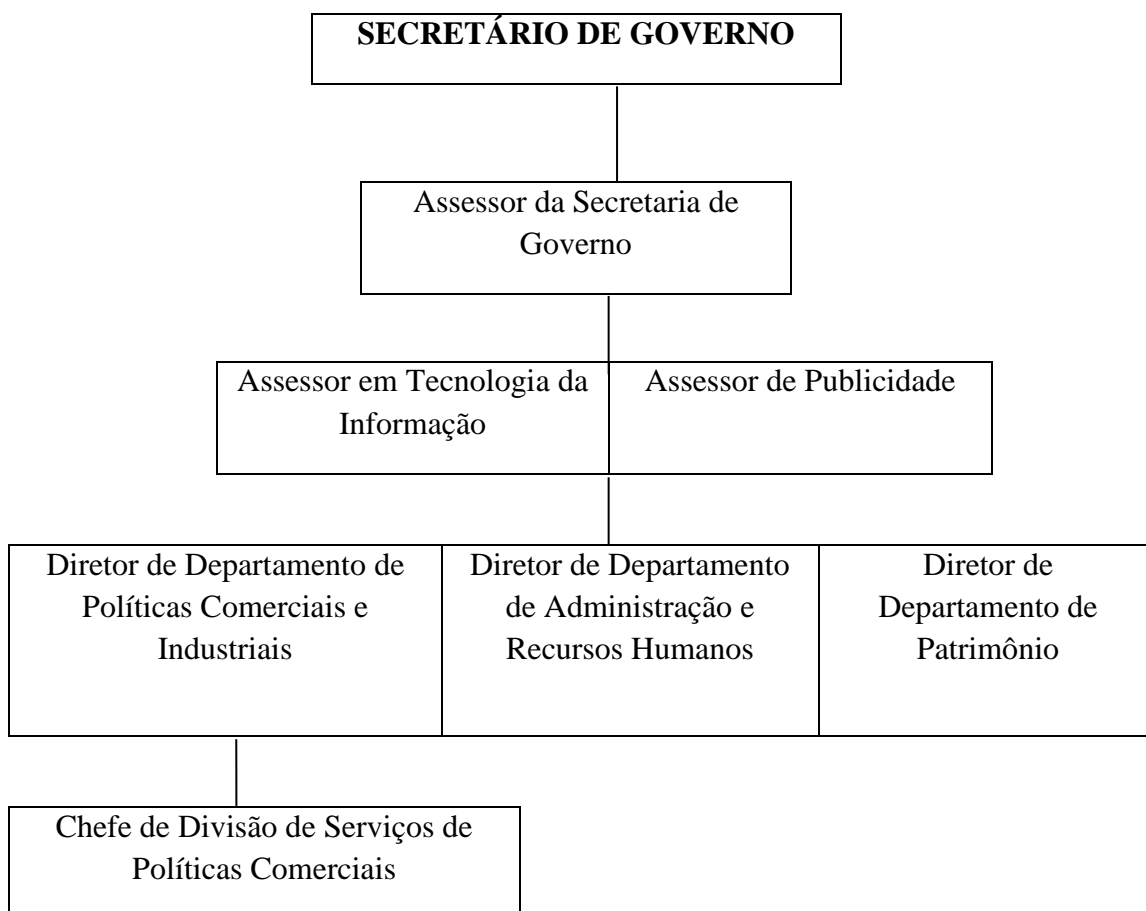 SECRETÁRIO DE GOVERNO
Assessor da Secretaria de
Governo
Assessor em Tecnologia da
Informação
Assessor de Publicidade
Diretor de Departamento de
Políticas Comerciais e
Industriais
Diretor de Departamento
de Administração e
Recursos Humanos
Diretor de
Departamento de
Patrimônio
Chefe de Divisão de Serviços de
Políticas Comerciais